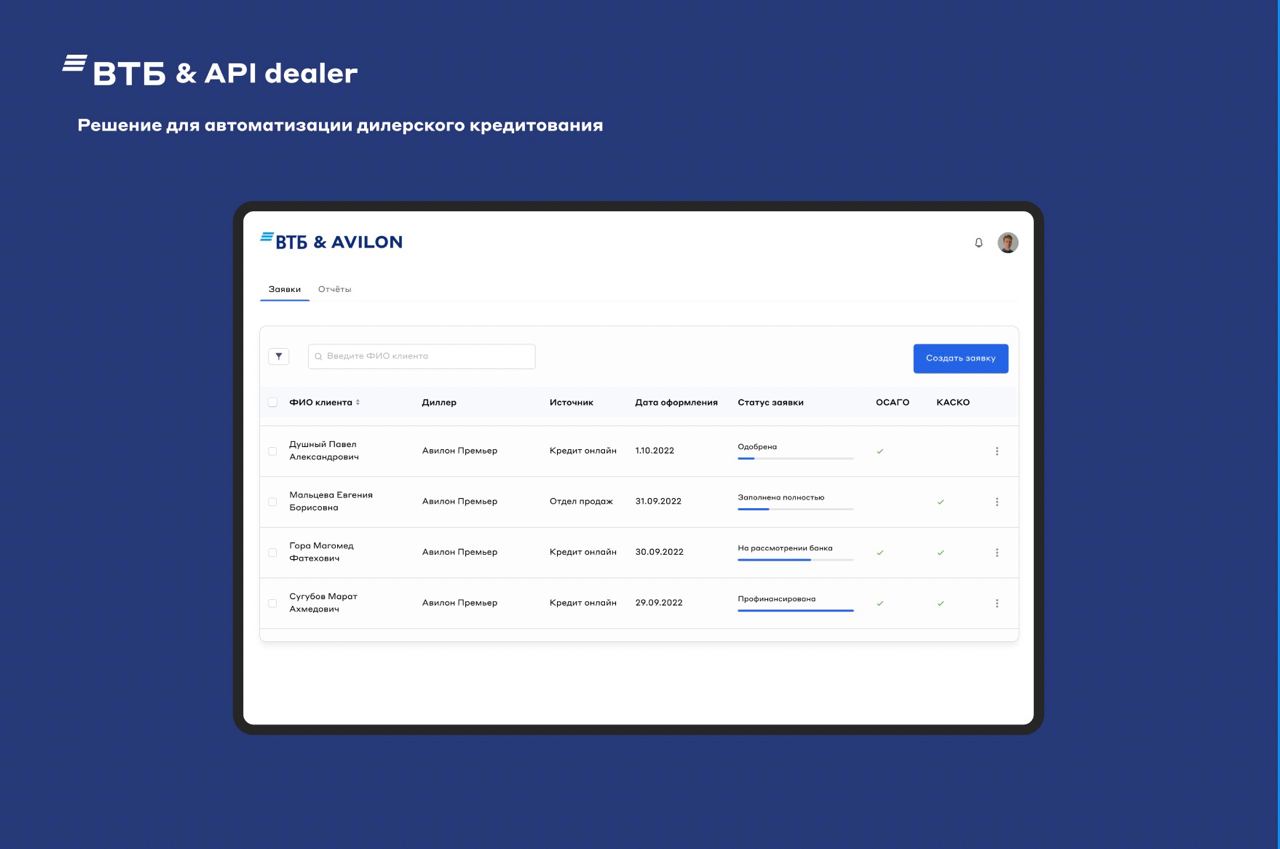 ВТБ & API dealer
Решение для автоматизации дилерского кредитования
ВТБ & AVILON
Заявки Отчёты
Введите ФИО клиента Создать заявку
ФИО клиента Диллер Источник Дата оформления Статус заявки ОСАГО КАСКО
Душный Павел
Александрович Авилон Премьер Кредит онлайн 1.10.2022 Одобрена
Мальцева Евгения
Борисовна Авилон Премьер Отдел продаж 31.09.2022 Заполнена полностью
Гора Магомед
Фатехович Авилон Премьер Кредит онлайн 30.09.2022 На рассмотрении банка
Сугубов Марат
Ахмедович Авилон Премьер Кредит онлайн 29.09.2022 Профинансирована